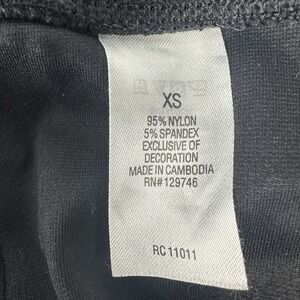 XS
95% NYLON
5% SPANDEX
EXCLUSIVE OF
DECORATION
MADE IN CAMBODIA
RN#129746
RC 11011